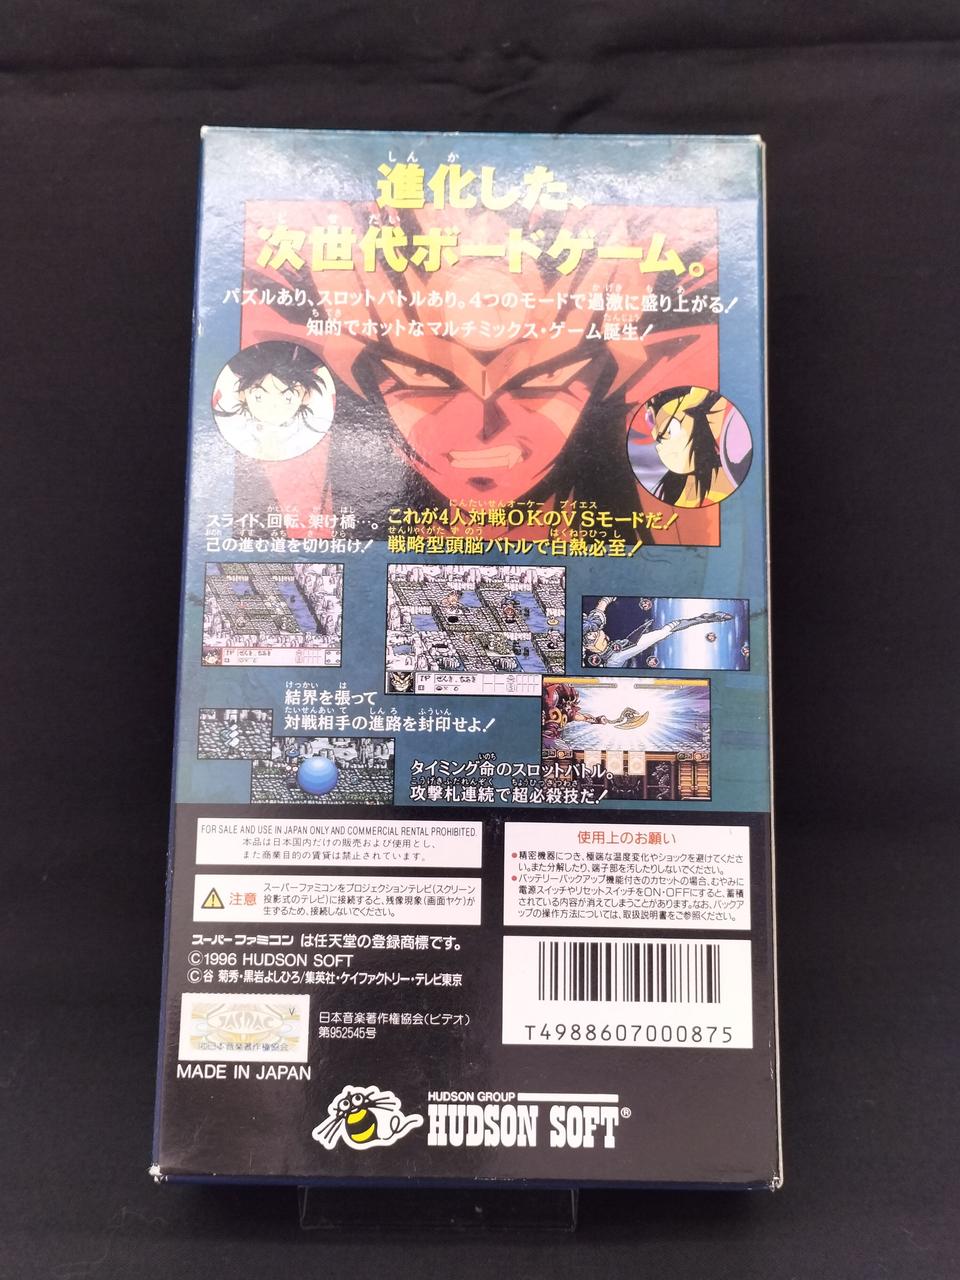 進化した、
次世代ボードゲーム。
パズルあり、スロットバトルあり。4つのモードで過激に盛り上がる!
知的でホットなマルチミックス・ゲーム誕生!
スライド、回転、架け橋…。
己の進む道を切り拓け!
これが4人対戦OKのVSモードだ!
戦略型頭脳バトルで白熱必至!
結界を張って
対戦相手の進路を封印せよ!
タイミング命のスロットバトル。
攻撃札連続で超必殺技だ!
FOR SALE AND USE IN JAPAN ONLY AND COMMERCIAL RENTAL PROHIBITED.
本品は日本国内だけの販売および使用とし、
また商業目的の賃貸は禁止されています。
注意
スーパーファミコンをプロジェクションテレビ(スクリーン
投影式のテレビ)に接続すると、残像現象(画面ヤケ)が
生ずるため、接続しないでください。
使用上のお願い
●精密機器につき、極端な温度変化やショックを避けてくださ
い。また分解したり、端子部を汚したりしないでください。
●バッテリーバックアップ機能付きのカセットの場合、むやみに
電源スイッチやリセットスイッチをON・OFFにすると、蓄積
されている内容が消えてしまうことがあります。なお、バックア
ップの操作方法については、取扱説明書をご参照ください。
スーパーファミコン は任天堂の登録商標です。
©1996 HUDSON SOFT
©谷 菊秀・黒岩よしひろ/集英社・ケイファクトリー・テレビ東京
日本音楽著作権協会(ビデオ)
第952545号
T4988607000875
MADE IN JAPAN
HUDSON GROUP
HUDSON SOFT®